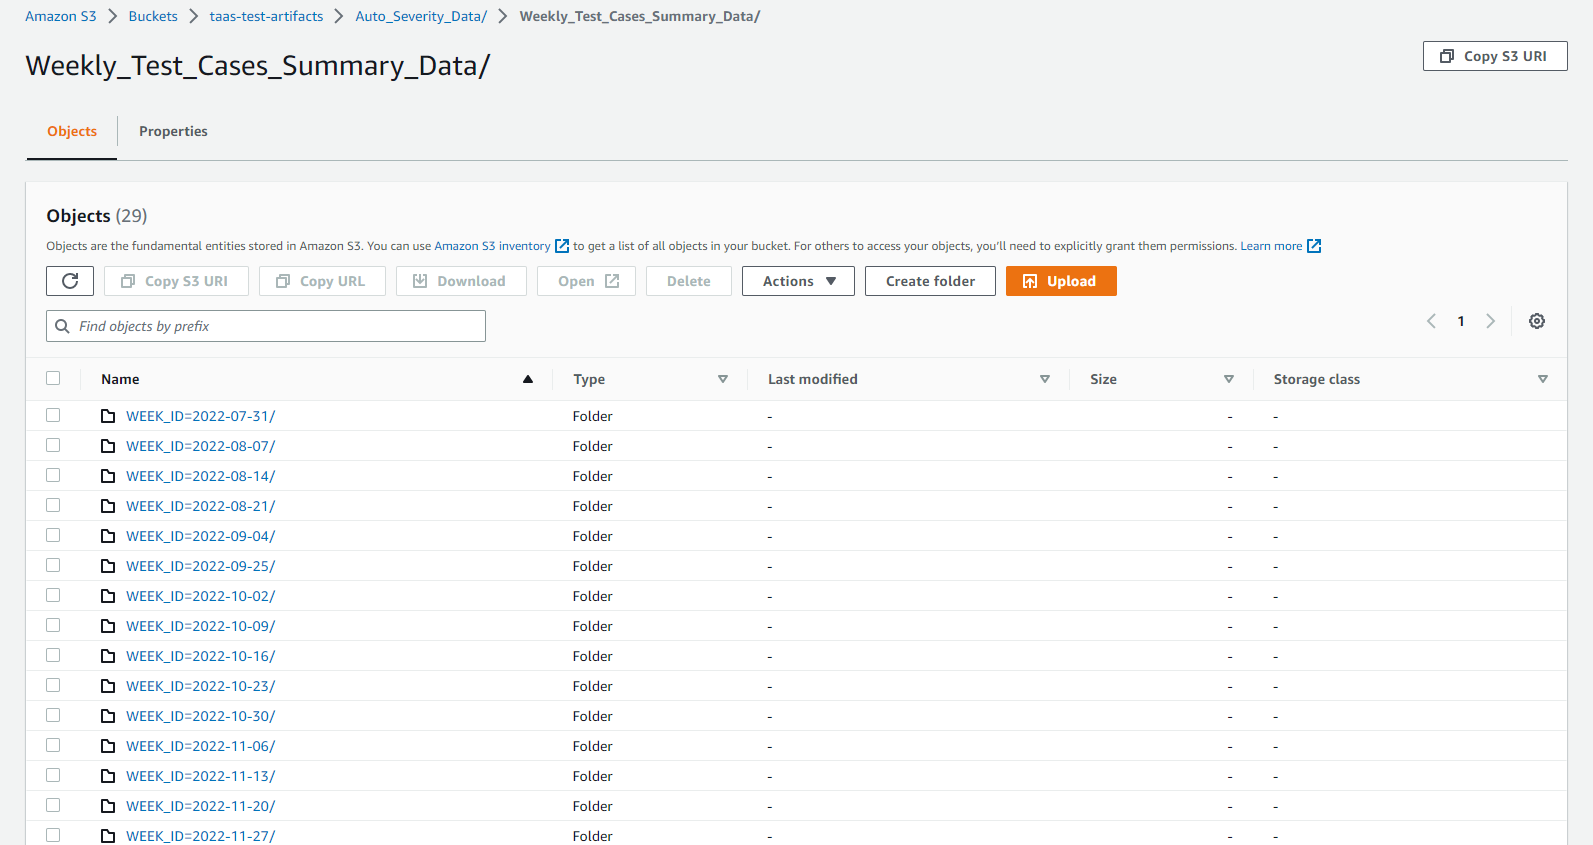 Amazon S3 > Buckets > taas-test-artifacts > Auto_Severity_Data/ > Weekly_Test_Cases_Summary_Data/
Weekly_Test_Cases_Summary_Data/
Copy S3 URI
Objects Properties
Objects (29)
Objects are the fundamental entities stored in Amazon S3. You can use Amazon S3 inventory to get a list of all objects in your bucket. For others to access your objects, you'll need to explicitly grant them permissions. Learn more
Copy S3 URI Copy URL Download Open Delete Actions Create folder Upload
Find objects by prefix
1
Name Type Last modified Size Storage class
WEEK_ID=2022-07-31/ Folder - - -
WEEK_ID=2022-08-07/ Folder - - -
WEEK_ID=2022-08-14/ Folder - - -
WEEK_ID=2022-08-21/ Folder - - -
WEEK_ID=2022-09-04/ Folder - - -
WEEK_ID=2022-09-25/ Folder - - -
WEEK_ID=2022-10-02/ Folder - - -
WEEK_ID=2022-10-09/ Folder - - -
WEEK_ID=2022-10-16/ Folder - - -
WEEK_ID=2022-10-23/ Folder - - -
WEEK_ID=2022-10-30/ Folder - - -
WEEK_ID=2022-11-06/ Folder - - -
WEEK_ID=2022-11-13/ Folder - - -
WEEK_ID=2022-11-20/ Folder - - -
WEEK_ID=2022-11-27/ Folder - - -